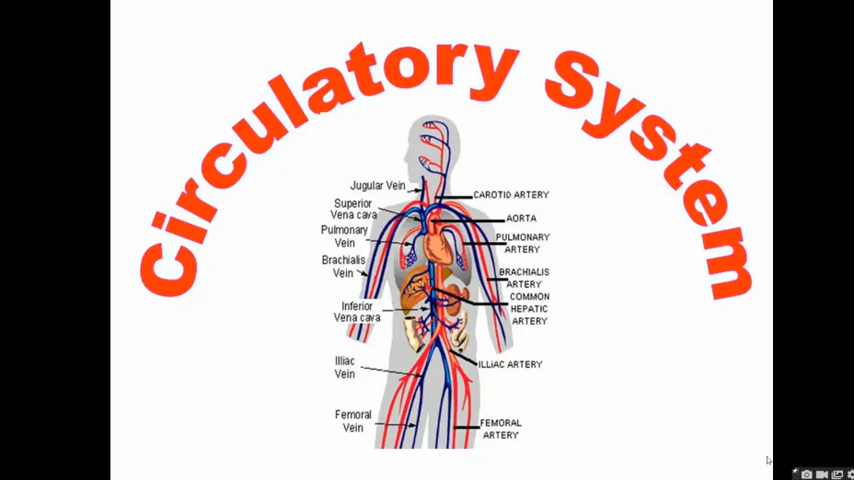 Circulatory System
Jugular Vein
Superior
Vena cava
Pulmonary
Vein
Brachialis
Vein
Inferior
Vena cava
Illiac
Vein
Femoral
Vein
CAROTID ARTERY
AORTA
PULMONARY
ARTERY
BRACHIALIS
ARTERY
COMMON
HEPATIC
ARTERY
ILLiAC ARTERY
FEMORAL
ARTERY